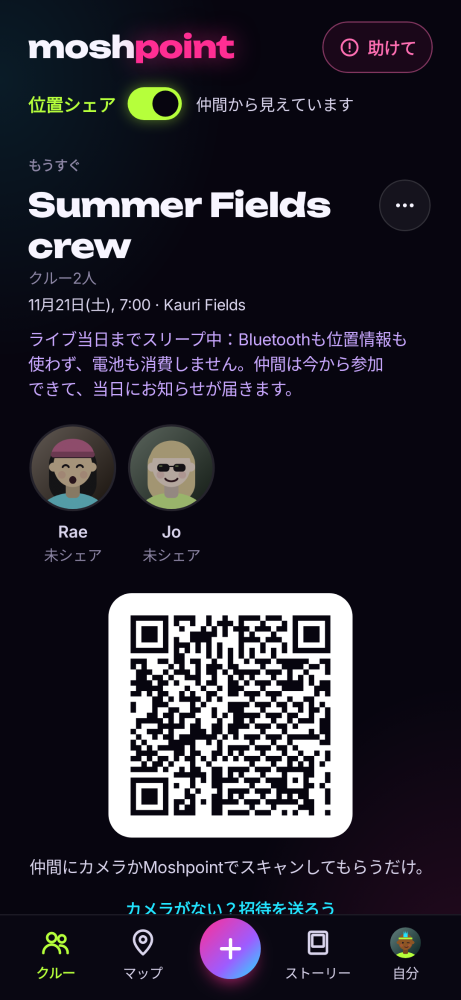 moshpoint
助けて
位置シェア
仲間から見えています
もうすぐ
Summer Fields
crew
クルー2人
11月21日(土), 7:00 · Kauri Fields
ライブ当日までスリープ中：Bluetoothも位置情報も
使わず、電池も消費しません。仲間は今から参加
できて、当日にお知らせが届きます。
Rae
Jo
未シェア
未シェア
仲間にカメラかMoshpointでスキャンしてもらうだけ。
カメラがない？招待を送ろう
クルー
マップ
ストーリー
自分